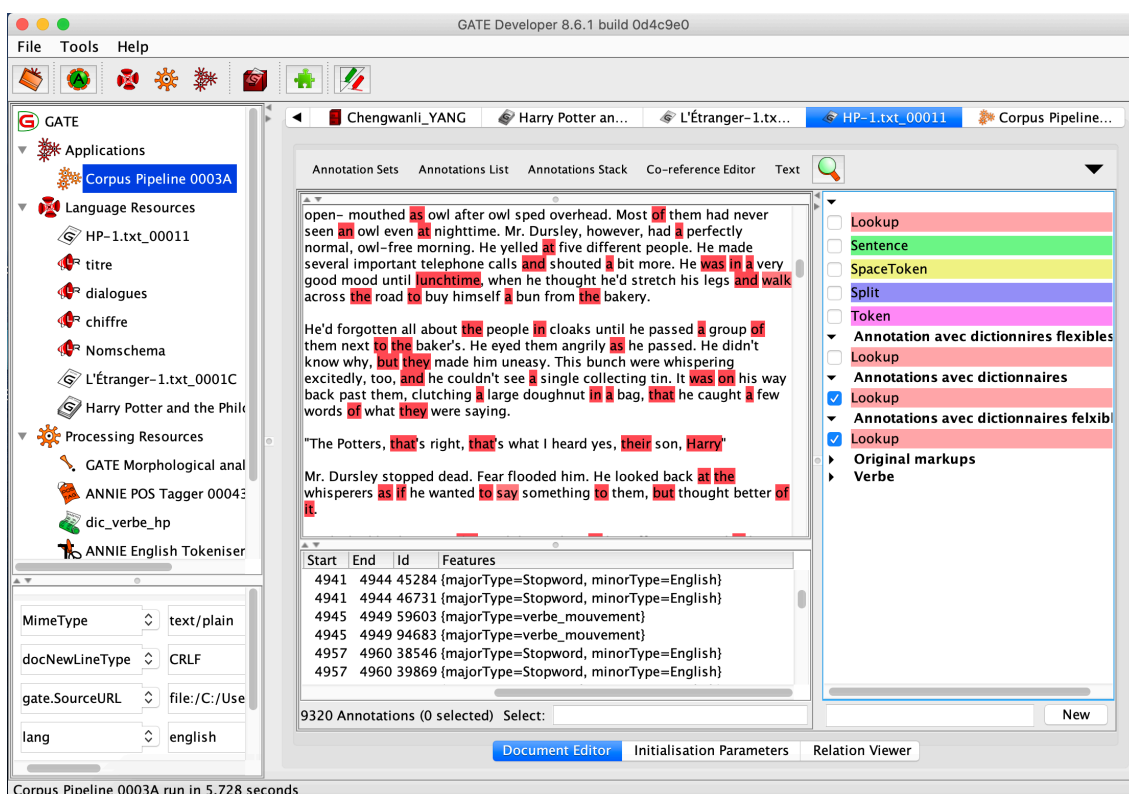 GATE Developer 8.6.1 build 0d4c9e0
File Tools Help
GATE
Applications
Corpus Pipeline 0003A
Language Resources
HP-1.txt_00011
titre
dialogues
chiffre
Nomschema
L'Étranger-1.txt_0001C
Harry Potter and the Philo
Processing Resources
GATE Morphological anal
ANNIE POS Tagger 00043
dic_verbe_hp
ANNIE English Tokeniser
MimeType text/plain
docNewLineType CRLF
gate.SourceURL file:/C:/Use
lang english
Chengwanli_YANG Harry Potter an... L'Étranger-1.tx... HP-1.txt_00011 Corpus Pipeline...
Annotation Sets Annotations List Annotations Stack Co-reference Editor Text
open- mouthed as owl after owl sped overhead. Most of them had never
seen an owl even at nighttime. Mr. Dursley, however, had a perfectly
normal, owl-free morning. He yelled at five different people. He made
several important telephone calls and shouted a bit more. He was in a very
good mood until lunchtime, when he thought he'd stretch his legs and walk
across the road to buy himself a bun from the bakery.
He'd forgotten all about the people in cloaks until he passed a group of
them next to the baker's. He eyed them angrily as he passed. He didn't
know why, but they made him uneasy. This bunch were whispering
excitedly, too, and he couldn't see a single collecting tin. It was on his way
back past them, clutching a large doughnut in a bag, that he caught a few
words of what they were saying.
"The Potters, that's right, that's what I heard yes, their son, Harry"
Mr. Dursley stopped dead. Fear flooded him. He looked back at the
whisperers as if he wanted to say something to them, but thought better of
it.
Start End Id Features
4941 4944 45284 {majorType=Stopword, minorType=English}
4941 4944 46731 {majorType=Stopword, minorType=English}
4945 4949 59603 {majorType=verbe_mouvement}
4945 4949 94683 {majorType=verbe_mouvement}
4957 4960 38546 {majorType=Stopword, minorType=English}
4957 4960 39869 {majorType=Stopword, minorType=English}
9320 Annotations (0 selected) Select:
Lookup
Sentence
SpaceToken
Split
Token
Annotation avec dictionnires flexibles
Lookup
Annotations avec dictionnaires
Lookup
Annotations avec dictionnaires felxibl
Lookup
Original markups
Verbe
New
Document Editor Initialisation Parameters Relation Viewer
Corpus Pipeline 0003A run in 5.728 seconds